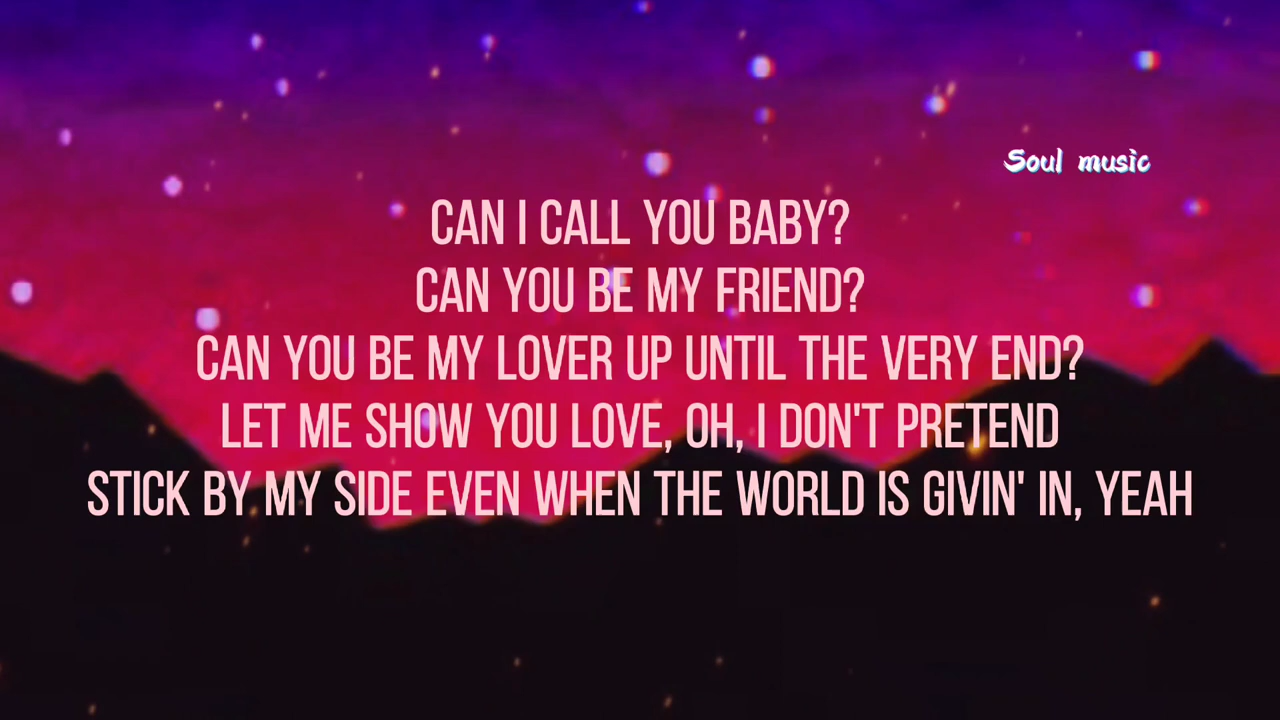 Soul music
CAN I CALL YOU BABY?
CAN YOU BE MY FRIEND?
CAN YOU BE MY LOVER UP UNTIL THE VERY END?
LET ME SHOW YOU LOVE, OH, I DON'T PRETEND
STICK BY MY SIDE EVEN WHEN THE WORLD IS GIVIN' IN, YEAH